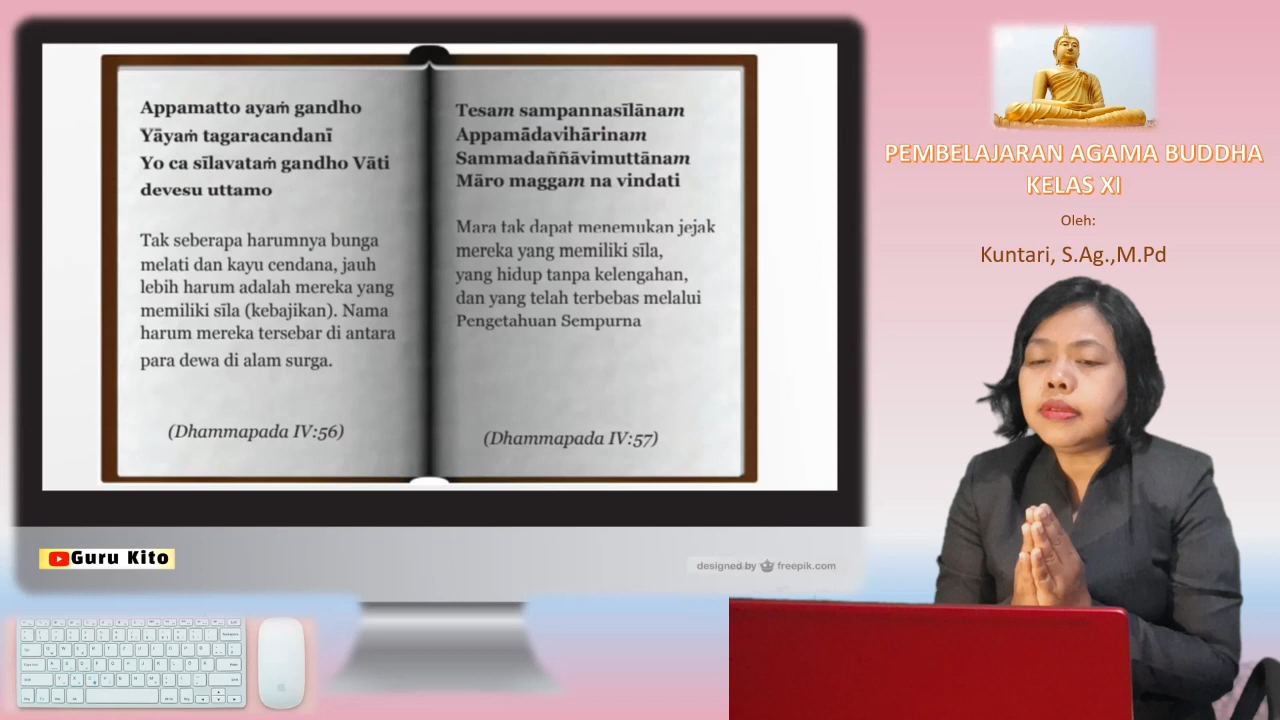 Appamatto ayaṁ gandho
Yāyaṁ tagaracandanī
Yo ca sīlavataṁ gandho Vāti
devesu uttamo
Tak seberapa harumnya bunga
melati dan kayu cendana, jauh
lebih harum adalah mereka yang
memiliki sīla (kebajikan). Nama
harum mereka tersebar di antara
para dewa di alam surga.
(Dhammapada IV:56)
Tesam sampannasīlānam
Appamādavihārinam
Sammadaññāvimuttānam
Māro maggam na vindati
Mara tak dapat menemukan jejak
mereka yang memiliki sīla,
yang hidup tanpa kelengahan,
dan yang telah terbebas melalui
Pengetahuan Sempurna
(Dhammapada IV:57)
PEMBELAJARAN AGAMA BUDDHA
KELAS XI
Oleh:
Kuntari, S.Ag.,M.Pd
Guru Kito
designed by freepik.com